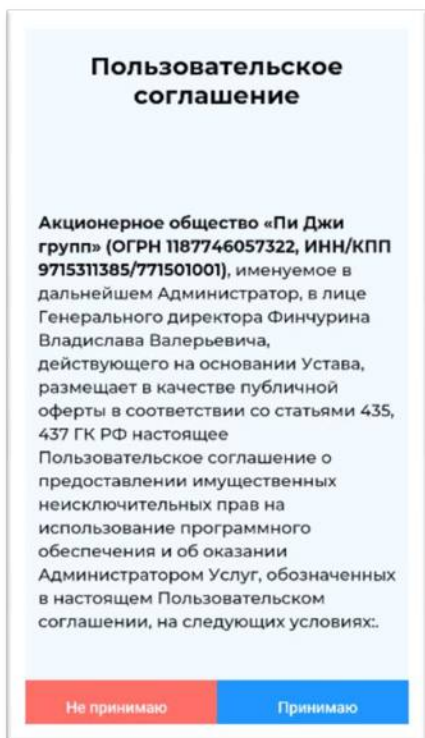 Пользовательское
соглашение
Акционерное общество «Пи Джи
групп» (ОГРН 1187746057322, ИНН/КПП
9715311385/771501001), именуемое в
дальнейшем Администратор, в лице
Генерального директора Финчурина
Владислава Валерьевича,
действующего на основании Устава,
размещает в качестве публичной
оферты в соответствии со статьями 435,
437 ГК РФ настоящее
Пользовательское соглашение о
предоставлении имущественных
неисключительных прав на
использование программного
обеспечения и об оказании
Администратором Услуг, обозначенных
в настоящем Пользовательском
соглашении, на следующих условиях:.
Не принимаю Принимаю